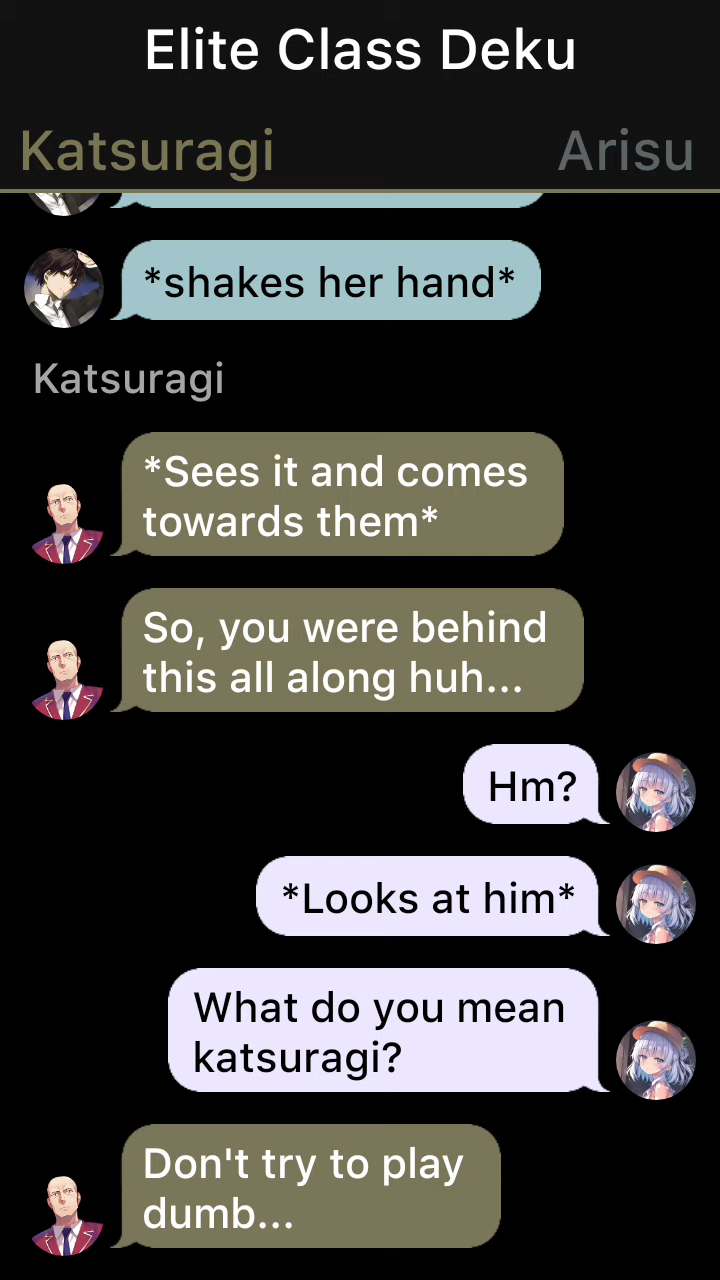 Elite Class Deku
Katsuragi
Arisu
*shakes her hand*
Katsuragi
*Sees it and comes
towards them*
So, you were behind
this all along huh...
Hm?
*Looks at him*
What do you mean
katsuragi?
Don't try to play
dumb...